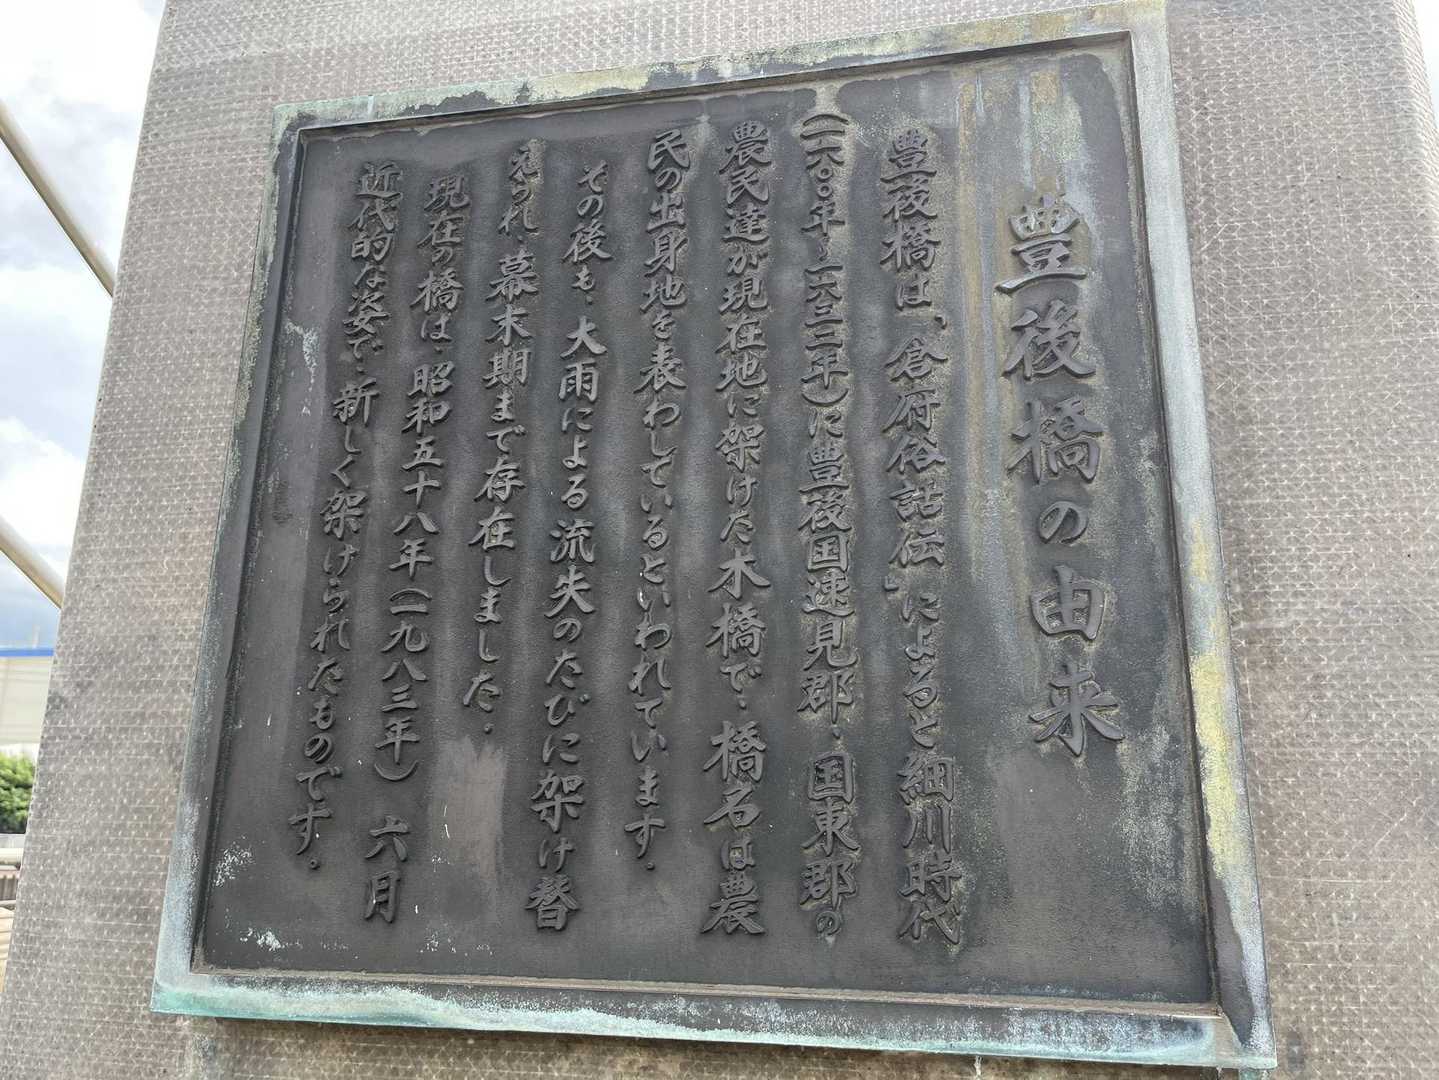 豊後橋の由来
豊後橋は、倉府俗話伝』によると細川時代
(一六〇〇年～一六三二年)に豊後国速見郡、国東郡の
農民達が現在地に架けた木橋で、橋名は農
民の出身地を表わしているといわれています。
その後も、大雨による流失のたびに架け替
えられ、幕末期まで存在しました。
現在の橋は、昭和五十八年(一九八三年)六月
近代的な姿で、新しく架けられたものです。